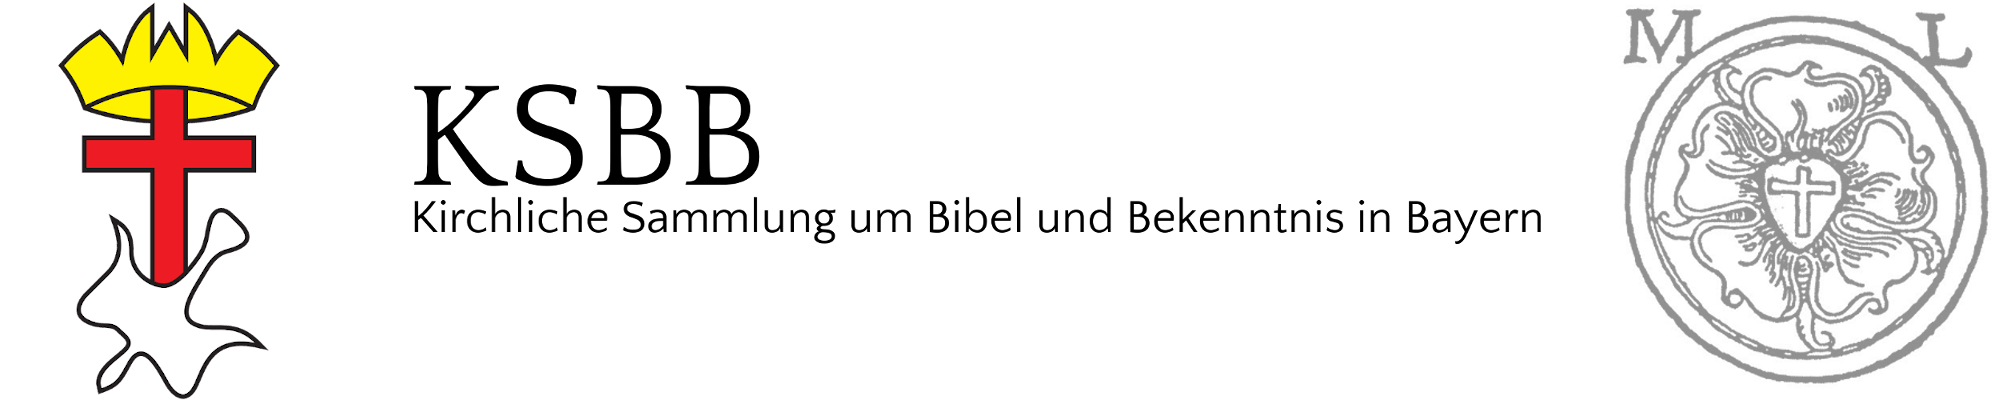 KSBB
Kirchliche Sammlung um Bibel und Bekenntnis in Bayern
M L